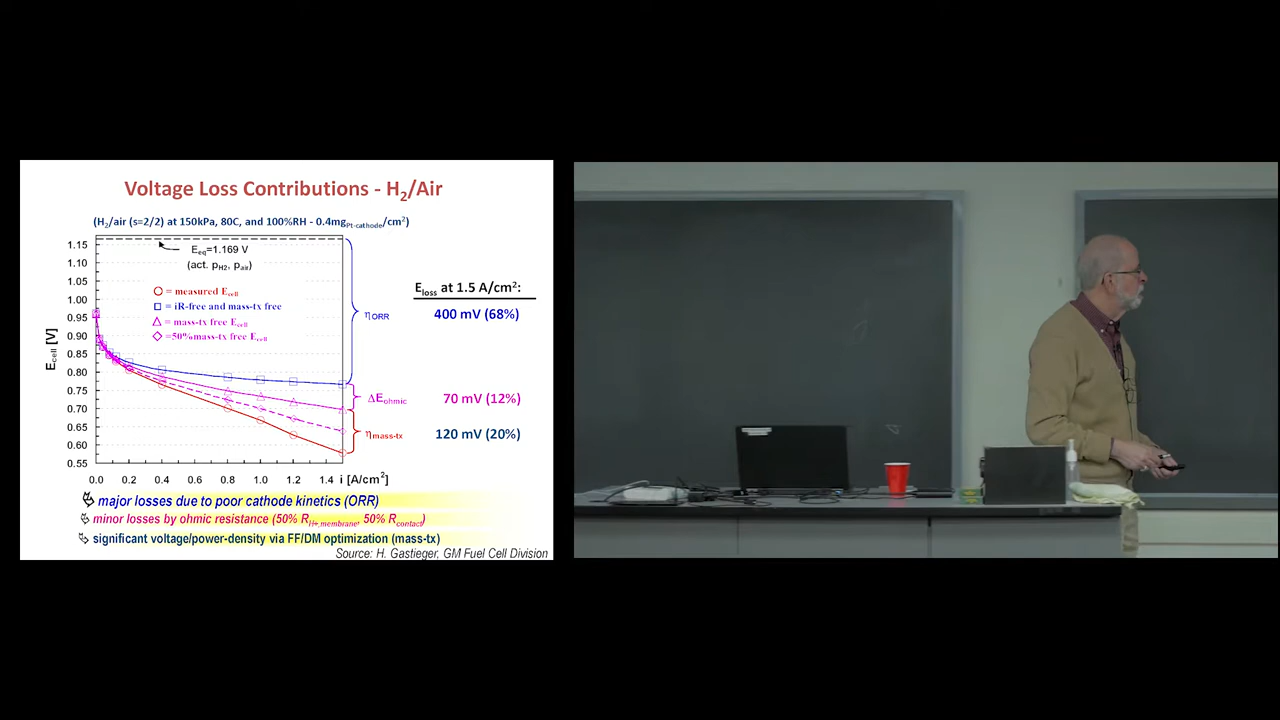 Voltage Loss Contributions - H2/Air
(H2/air (s=2/2) at 150kPa, 80C, and 100%RH - 0.4mgPt-cathode/cm2)
1.15
1.10
1.05
1.00
0.95
0.90
0.85
0.80
0.75
0.70
0.65
0.60
0.55
Ecell [V]
Eeq=1.169 V
(act. pH2, pair)
= measured Ecell
= iR-free and mass-tx free
= mass-tx free Ecell
=50%mass-tx free Ecell
ηORR
ΔEohmic
ηmass-tx
Eloss at 1.5 A/cm2:
400 mV (68%)
70 mV (12%)
120 mV (20%)
0.0 0.2 0.4 0.6 0.8 1.0 1.2 1.4 i [A/cm2]
major losses due to poor cathode kinetics (ORR)
minor losses by ohmic resistance (50% RH+,membrane, 50% Rcontact)
significant voltage/power-density via FF/DM optimization (mass-tx)
Source: H. Gastieger, GM Fuel Cell Division